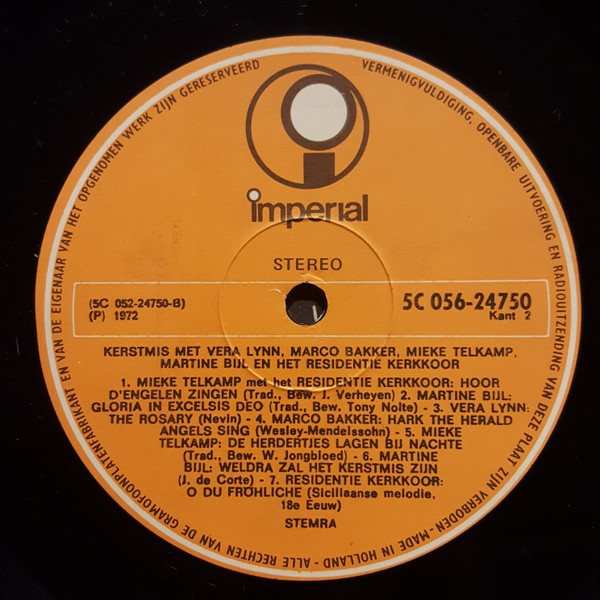 ALLE RECHTEN VAN DE GRAMOFOONPLATENFABRIKANT EN VAN DE EIGENAAR VAN HET OPGENOMEN WERK ZIJN GERESERVEERD
VERMENIGVULDIGING, OPENBARE UITVOERING EN RADIOUITZENDING VAN DEZE PLAAT ZIJN VERBODEN - MADE IN HOLLAND -
imperial
STEREO
(5C 052-24750-B)
(P) 1972
5C 056-24750
Kant 2
KERSTMIS MET VERA LYNN, MARCO BAKKER, MIEKE TELKAMP,
MARTINE BIJL EN HET RESIDENTIE KERKKOOR
1. MIEKE TELKAMP met het RESIDENTIE KERKKOOR: HOOR
D'ENGELEN ZINGEN (Trad., Bew. J. Verheyen) - 2. MARTINE BIJL:
GLORIA IN EXCELSIS DEO (Trad., Bew. Tony Nolte) - 3. VERA LYNN:
THE ROSARY (Nevin) - 4. MARCO BAKKER: HARK THE HERALD
ANGELS SING (Wesley-Mendelssohn) - 5. MIEKE
TELKAMP: DE HERDERTJES LAGEN BIJ NACHTE
(Trad., Bew. W. Jongbloed) - 6. MARTINE
BIJL: WELDRA ZAL HET KERSTMIS ZIJN
(J. de Corte) - 7. RESIDENTIE KERKKOOR:
O DU FRÖHLICHE (Siciliaanse melodie,
18e Eeuw)
STEMRA